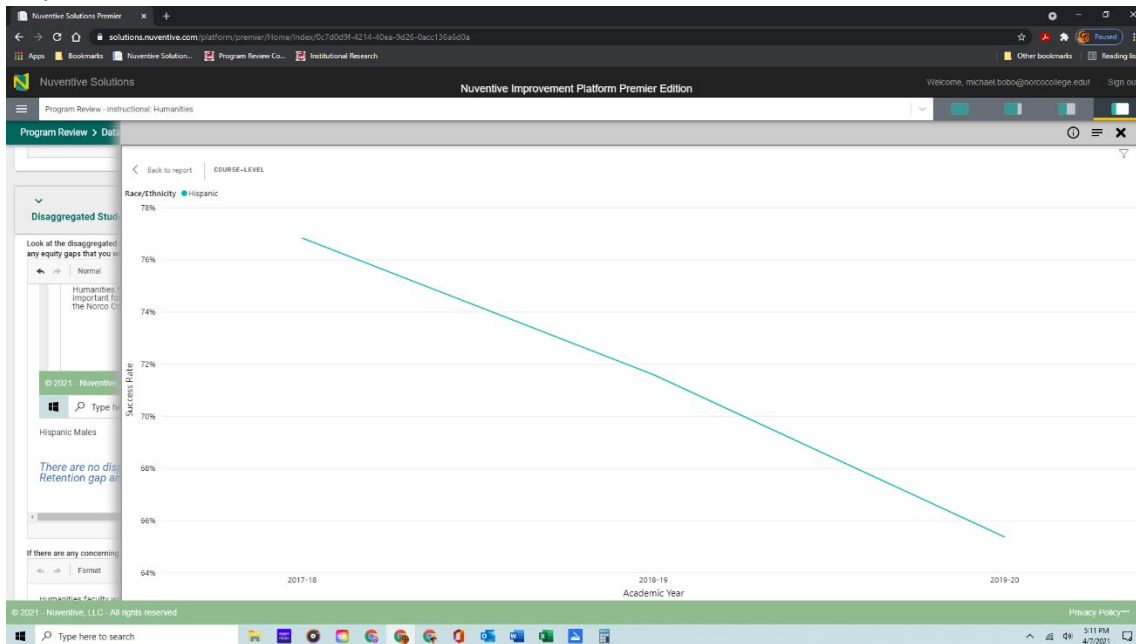 Nuventive Solutions Premier
solutions.nuventive.com/platform/premier/Home/Index/0c7d0d9f-4214-40ea-9d26-0acc136a6d0a
Paused
Apps Bookmarks Nuventive Solution... Program Review Co... Institutional Research Other bookmarks Reading lis
Nuventive Solutions
Nuventive Improvement Platform Premier Edition
Welcome, michael.bobo@norcocollege.edu! Sign ou
Program Review - Instructional: Humanities
Program Review > Data
Back to report COURSE-LEVEL
Race/Ethnicity Hispanic
Disaggregated Stud
Look at the disaggregated
any equity gaps that you w
Normal
Humanities
important fo
the Norco Co
© 2021 - Nuventive,
Type he
Hispanic Males
There are no dis
Retention gap an
If there are any concerning
Format
Humanities faculty w
78%
76%
74%
72%
70%
68%
66%
64%
Success Rate
2017-18 2018-19 2019-20
Academic Year
© 2021 - Nuventive, LLC - All rights reserved Privacy Policy
Type here to search
5:11 PM
4/7/2021